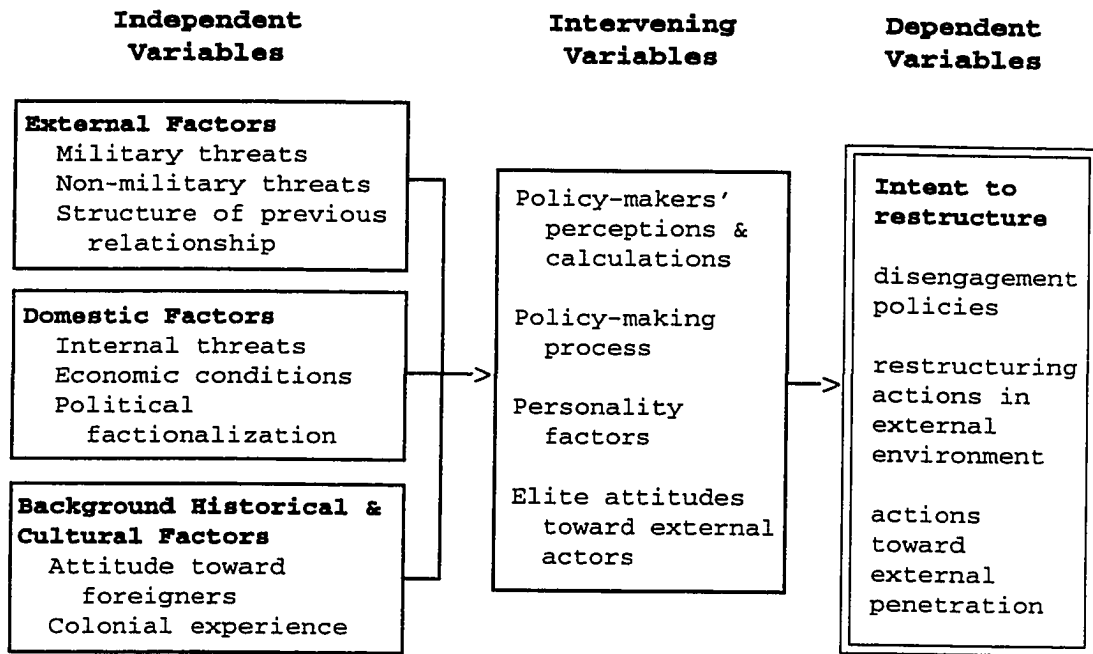 Independent
Variables
Intervening
Variables
Dependent
Variables
External Factors
Military threats
Non-military threats
Structure of previous
relationship
Domestic Factors
Internal threats
Economic conditions
Political
factionalization
Background Historical &
Cultural Factors
Attitude toward
foreigners
Colonial experience
Policy-makers'
perceptions &
calculations
Policy-making
process
Personality
factors
Elite attitudes
toward external
actors
Intent to
restructure
disengagement
policies
restructuring
actions in
external
environment
actions
toward
external
penetration